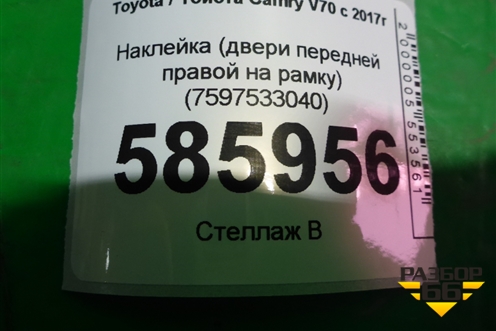 Toyota / Тойота Camry V70 с 2017г
Наклейка (двери передней
правой на рамку)
(7597533040)
585956
Стеллаж В
2000005553561
РАЗБОР
66